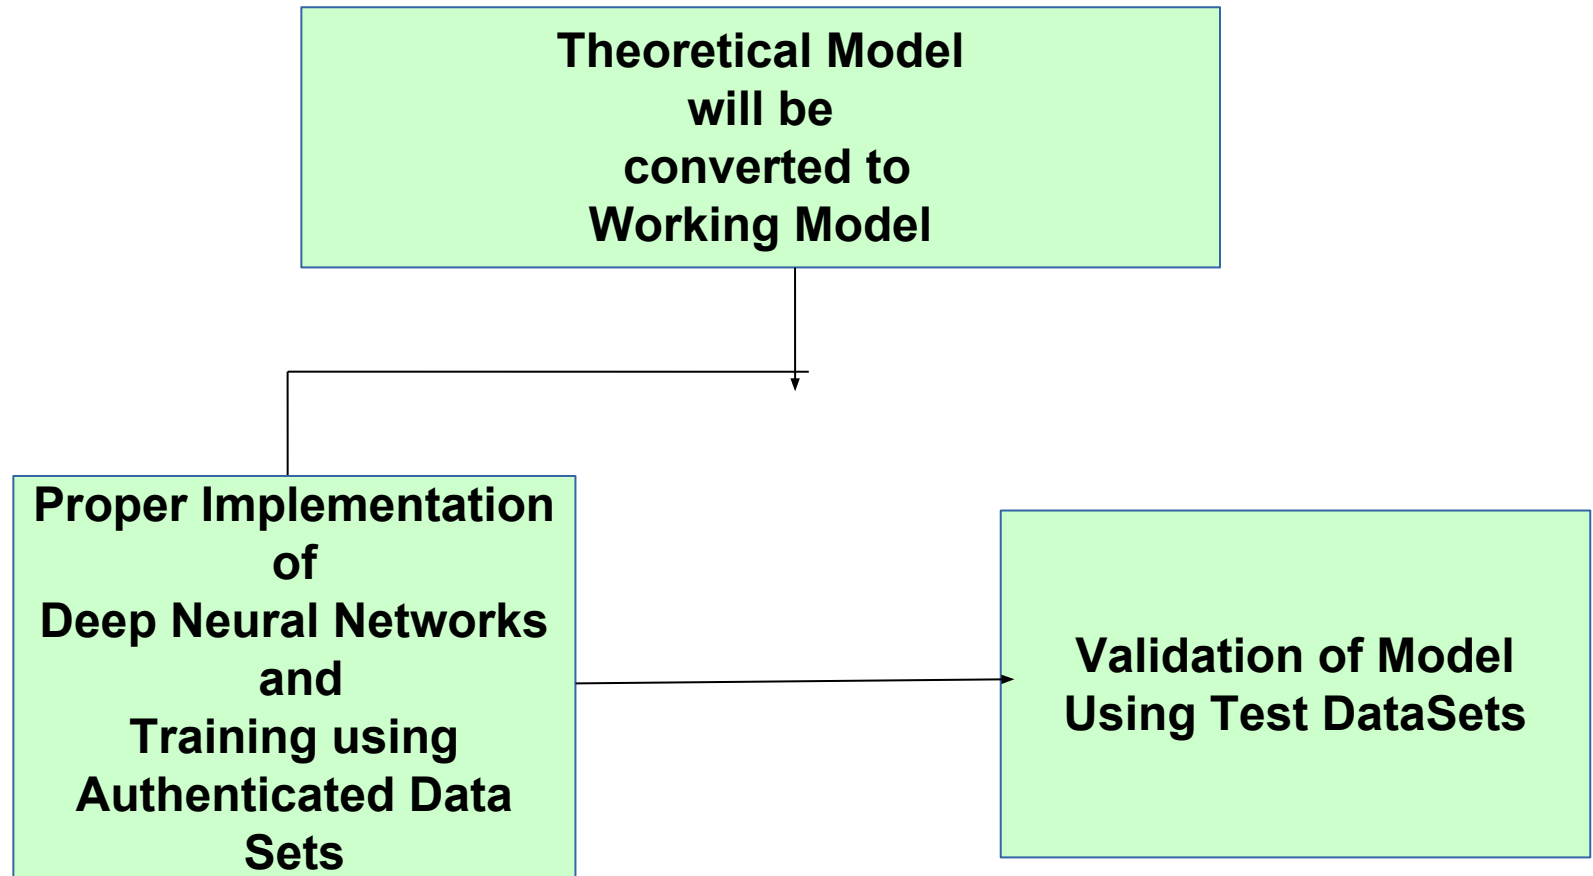 Theoretical Model
will be
converted to
Working Model
Proper Implementation
of
Deep Neural Networks
and
Training using
Authenticated Data
Sets
Validation of Model
Using Test DataSets